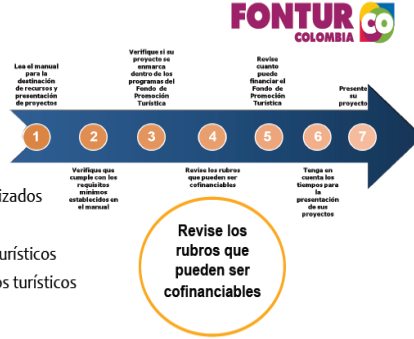 FONTUR CO
COLOMBIA
Lea el manual
para la
destinación
de recursos y
presentación
de proyectos
Verifique si su
proyecto se
enmarca
dentro de los
programas del
Fondo de
Promoción
Turística
Revise
cuanto
puede
financiar el
Fondo de
Promoción
Turística
Presente
su
proyecto
1 2 3 4 5 6 7
Verifique que
cumple con los
requisitos
mínimos
establecidos en
el manual
Revise los rubros
que pueden ser
cofinanciables
Tenga en
cuenta los
tiempos para
la
presentación
de sus
proyectos
izados
urísticos
os turísticos
Revise los
rubros que
pueden ser
cofinanciables